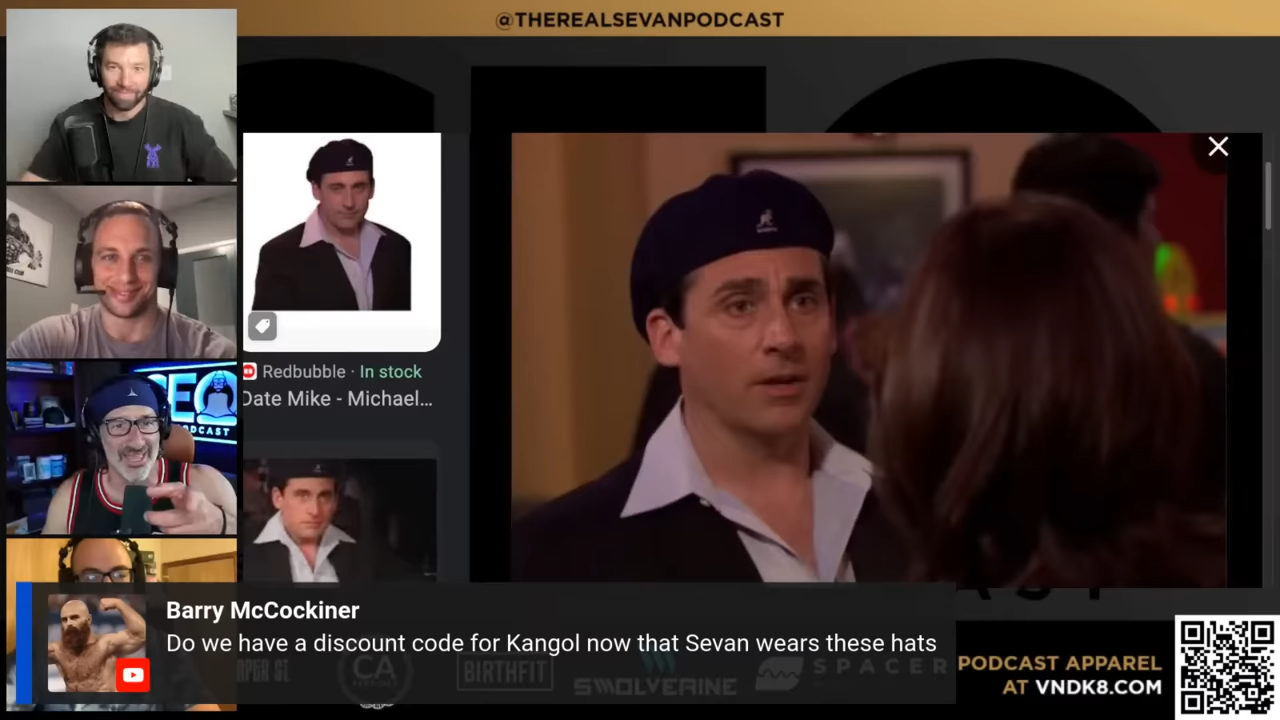 @THEREALSEVANPODCAST
Redbubble · In stock
Date Mike - Michael...
Barry McCockiner
Do we have a discount code for Kangol now that Sevan wears these hats
CA
BIRTHFIT
SWOLVERINE
SPACER
PODCAST APPAREL
AT VNDK8.COM